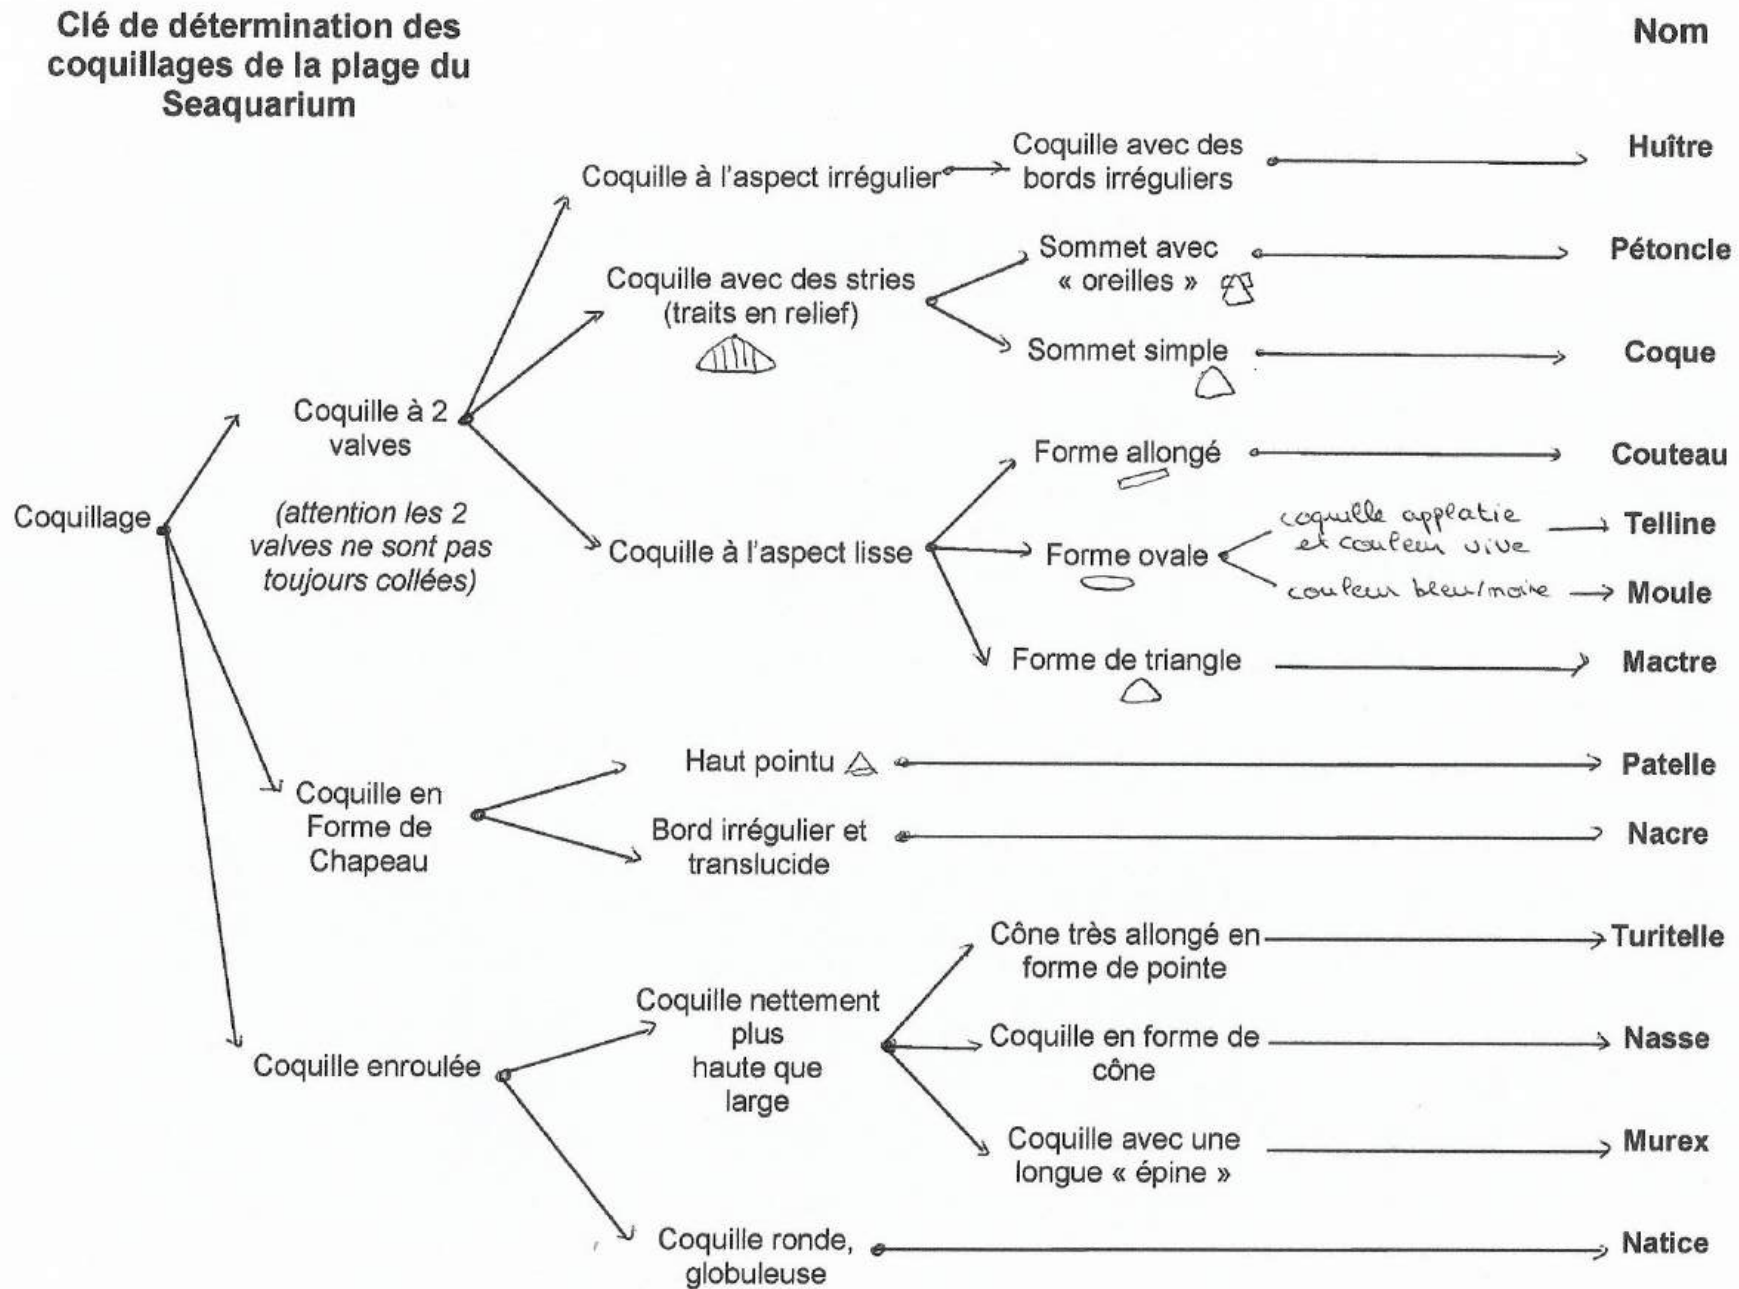 Clé de détermination des
coquillages de la plage du
Seaquarium
Nom
Coquille à l'aspect irrégulier
Coquille avec des
bords irréguliers
Huître
Coquille avec des stries
(traits en relief)
Sommet avec
« oreilles »
Pétoncle
Sommet simple
Coque
Coquille à 2
valves
(attention les 2
valves ne sont pas
toujours collées)
Coquillage
Coquille à l'aspect lisse
Forme allongé
Couteau
Forme ovale
coquille applatie
et couleur vive
Telline
couleur bleu/noire
Moule
Forme de triangle
Mactre
Coquille en
Forme de
Chapeau
Haut pointu
Patelle
Bord irrégulier et
translucide
Nacre
Coquille enroulée
Coquille nettement
plus
haute que
large
Cône très allongé en
forme de pointe
Turitelle
Coquille en forme de
cône
Nasse
Coquille avec une
longue « épine »
Murex
Coquille ronde,
globuleuse
Natice